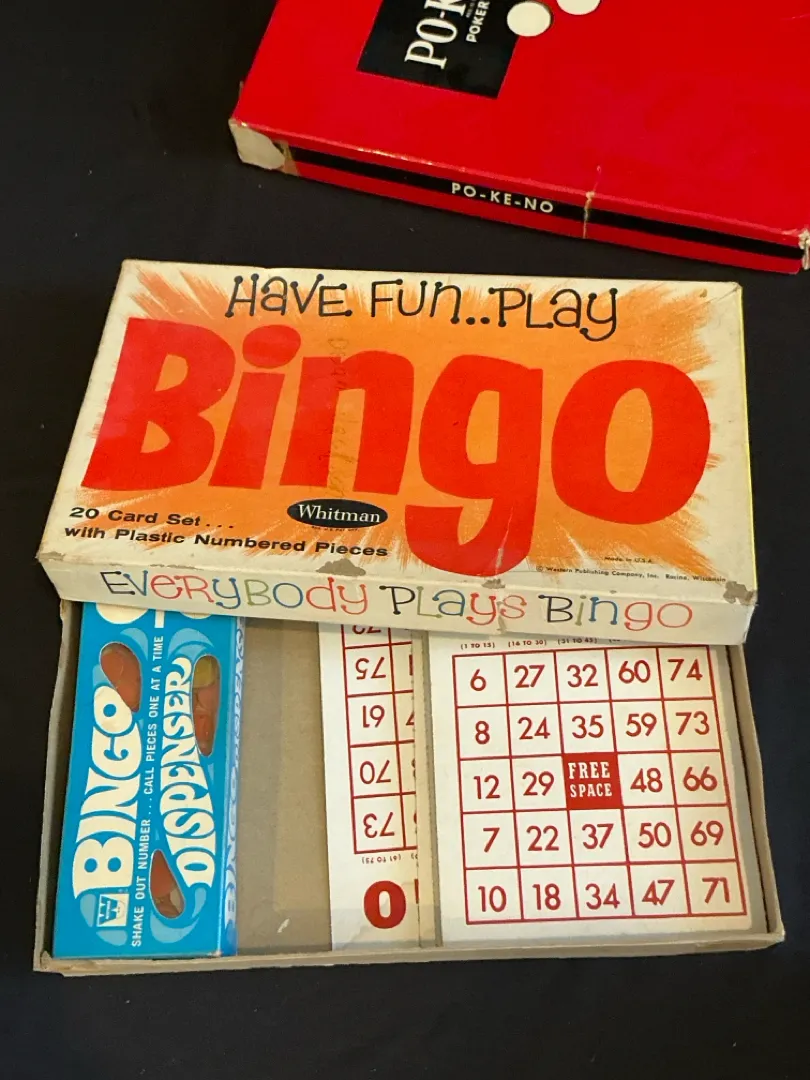 PO-K
POKER
PO-KE-NO
HAVE FUN..PLAY
Bingo
20 Card Set...
with Plastic Numbered Pieces
Whitman
Made in U.S.A.
© Western Publishing Company, Inc. Racine, Wisconsin
EVERYBODY PLAYS BINGO
BINGO
SHAKE OUT NUMBER...CALL PIECES ONE AT A TIME
DISPENSER
75
61
70
73
(61 TO 75)
O
(1 TO 15) (16 TO 30) (31 TO 45)
6 27 32 60 74
8 24 35 59 73
12 29 FREE SPACE 48 66
7 22 37 50 69
10 18 34 47 71